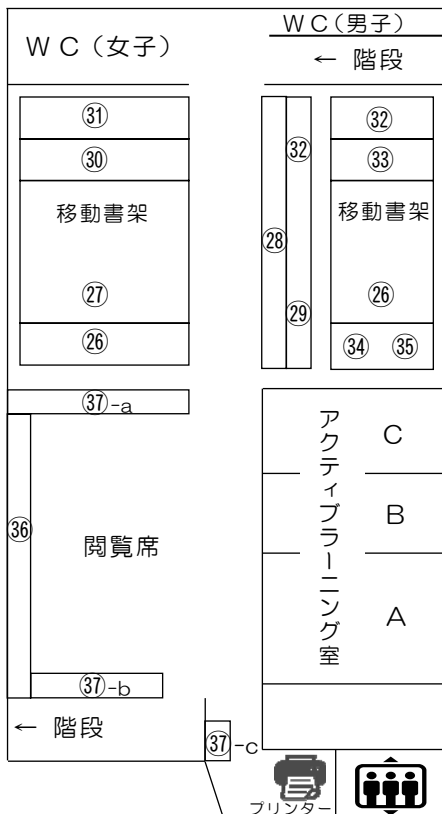 WC(女子)
WC(男子)
← 階段
㉛
㉚
移動書架
㉗
㉖
㉘
㉜
㉙
㉜
㉝
移動書架
㉖
㉞ ㉟
㊲-a
㊱
閲覧席
㊲-b
← 階段
㊲-c
アクティブラーニング室
C
B
A
プリンター